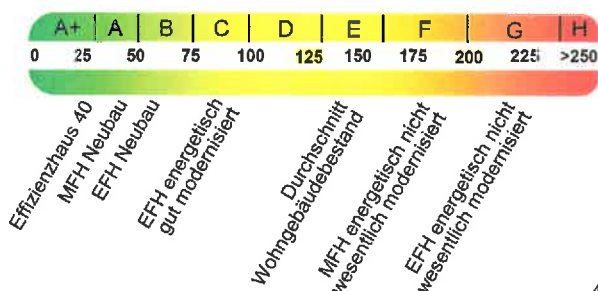 A+ A B C D E F G H
0 25 50 75 100 125 150 175 200 225 >250
Effizienzhaus 40
MFH Neubau
EFH Neubau
EFH energetisch
gut modernisiert
Durchschnitt
Wohngebäudebestand
MFH energetisch nicht
wesentlich modernisiert
EFH energetisch nicht
wesentlich modernisiert